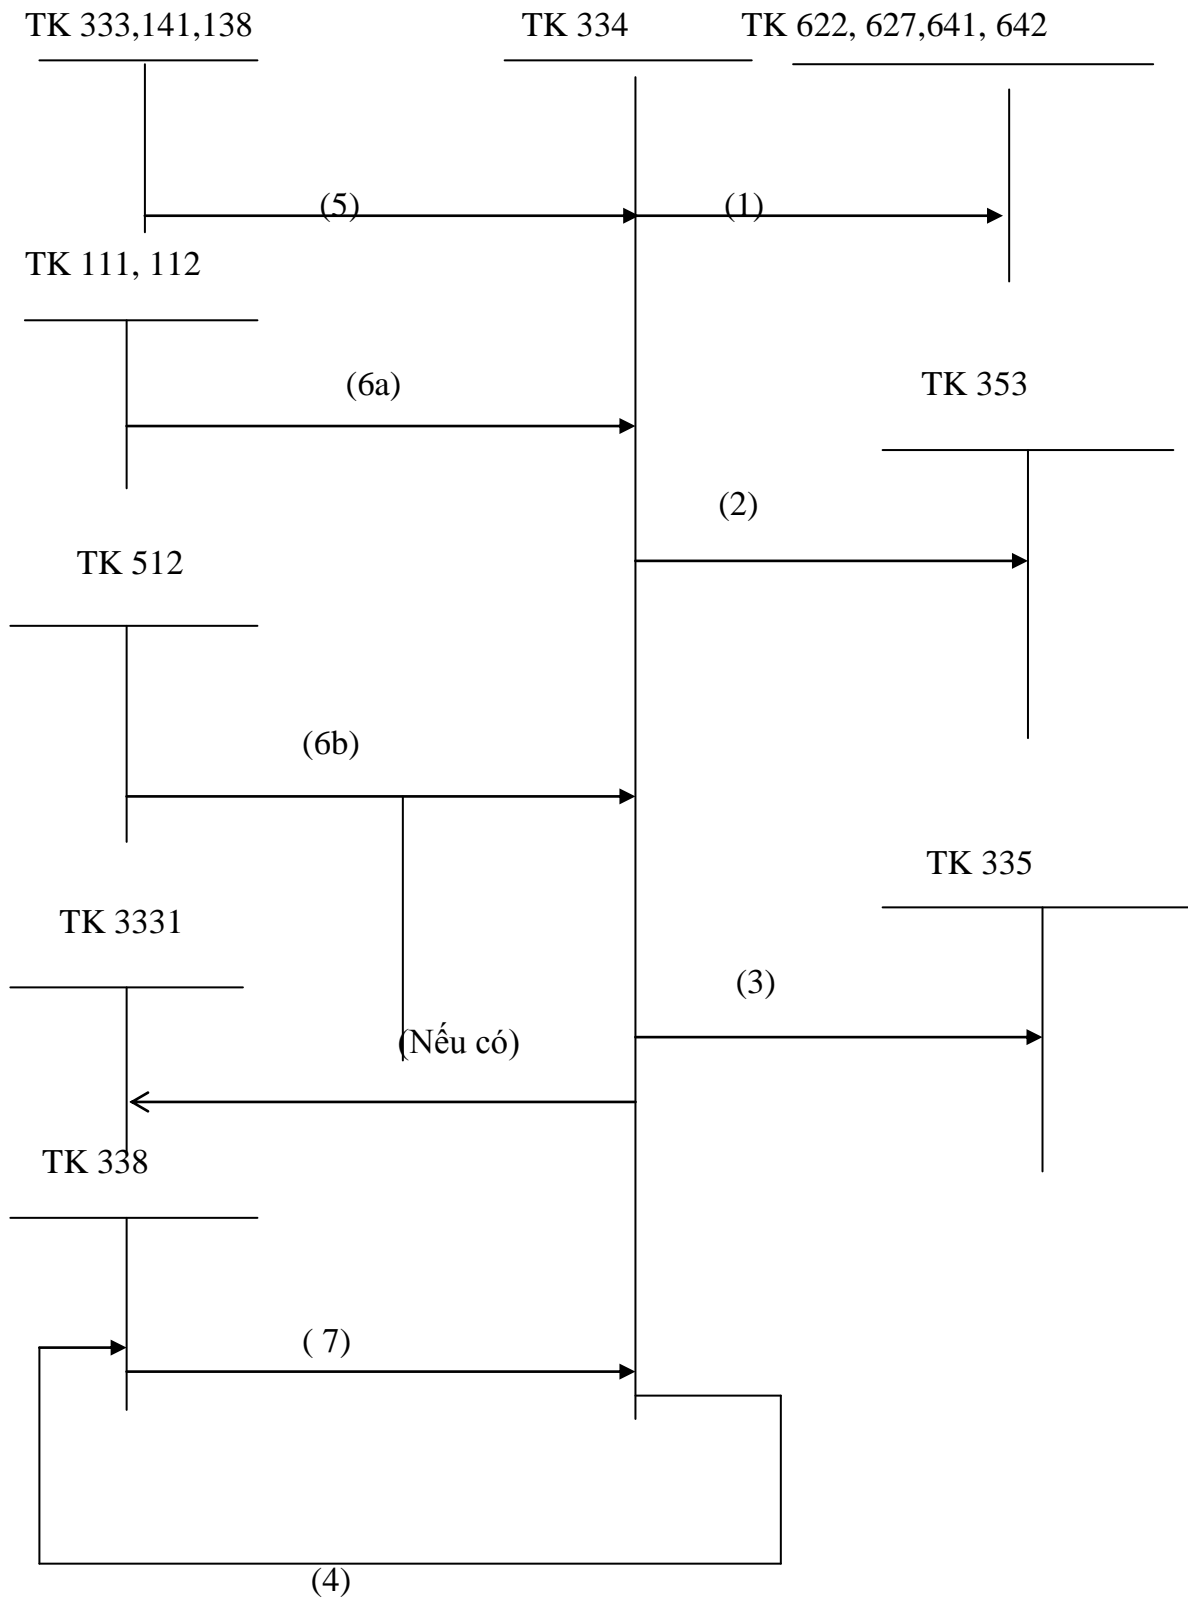 TK 333,141,138
TK 334
TK 622, 627,641, 642
(5)
(1)
TK 111, 112
(6a)
TK 353
(2)
TK 512
(6b)
TK 335
TK 3331
(3)
(Nếu có)
TK 338
( 7)
(4)